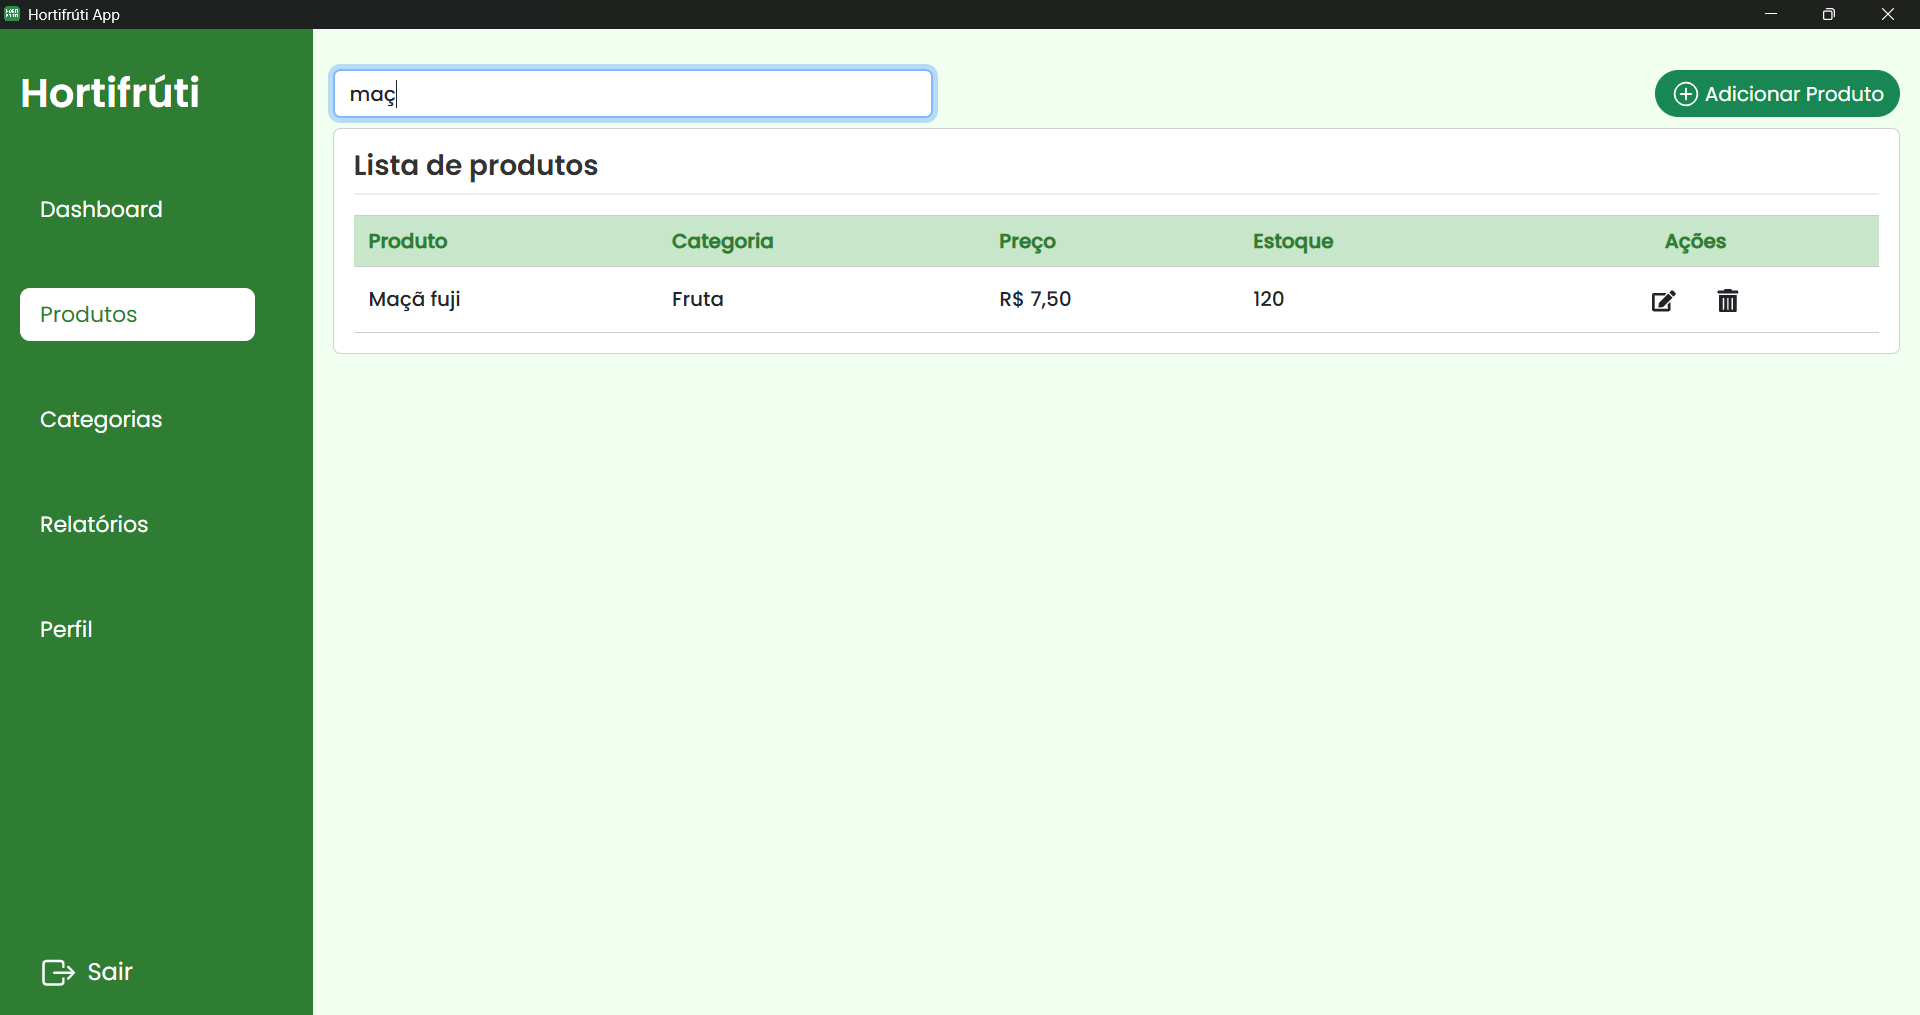 Hortifrúti App
Hortifrúti
Dashboard
Produtos
Categorias
Relatórios
Perfil
Sair
maç
Adicionar Produto
Lista de produtos
Produto Categoria Preço Estoque Ações
Maçã fuji Fruta R$ 7,50 120